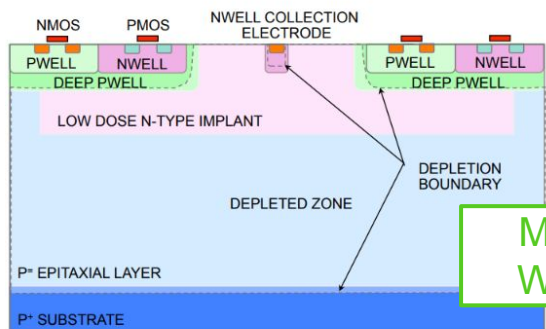 NMOS PMOS NWELL COLLECTION
ELECTRODE
PWELL NWELL PWELL NWELL
DEEP PWELL DEEP PWELL
LOW DOSE N-TYPE IMPLANT
DEPLETION
BOUNDARY
DEPLETED ZONE
M
W
P= EPITAXIAL LAYER
P+ SUBSTRATE